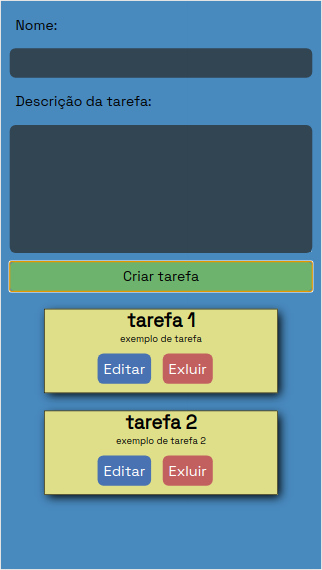 Nome:
Descrição da tarefa:
Criar tarefa
tarefa 1
exemplo de tarefa
Editar Exluir
tarefa 2
exemplo de tarefa 2
Editar Exluir